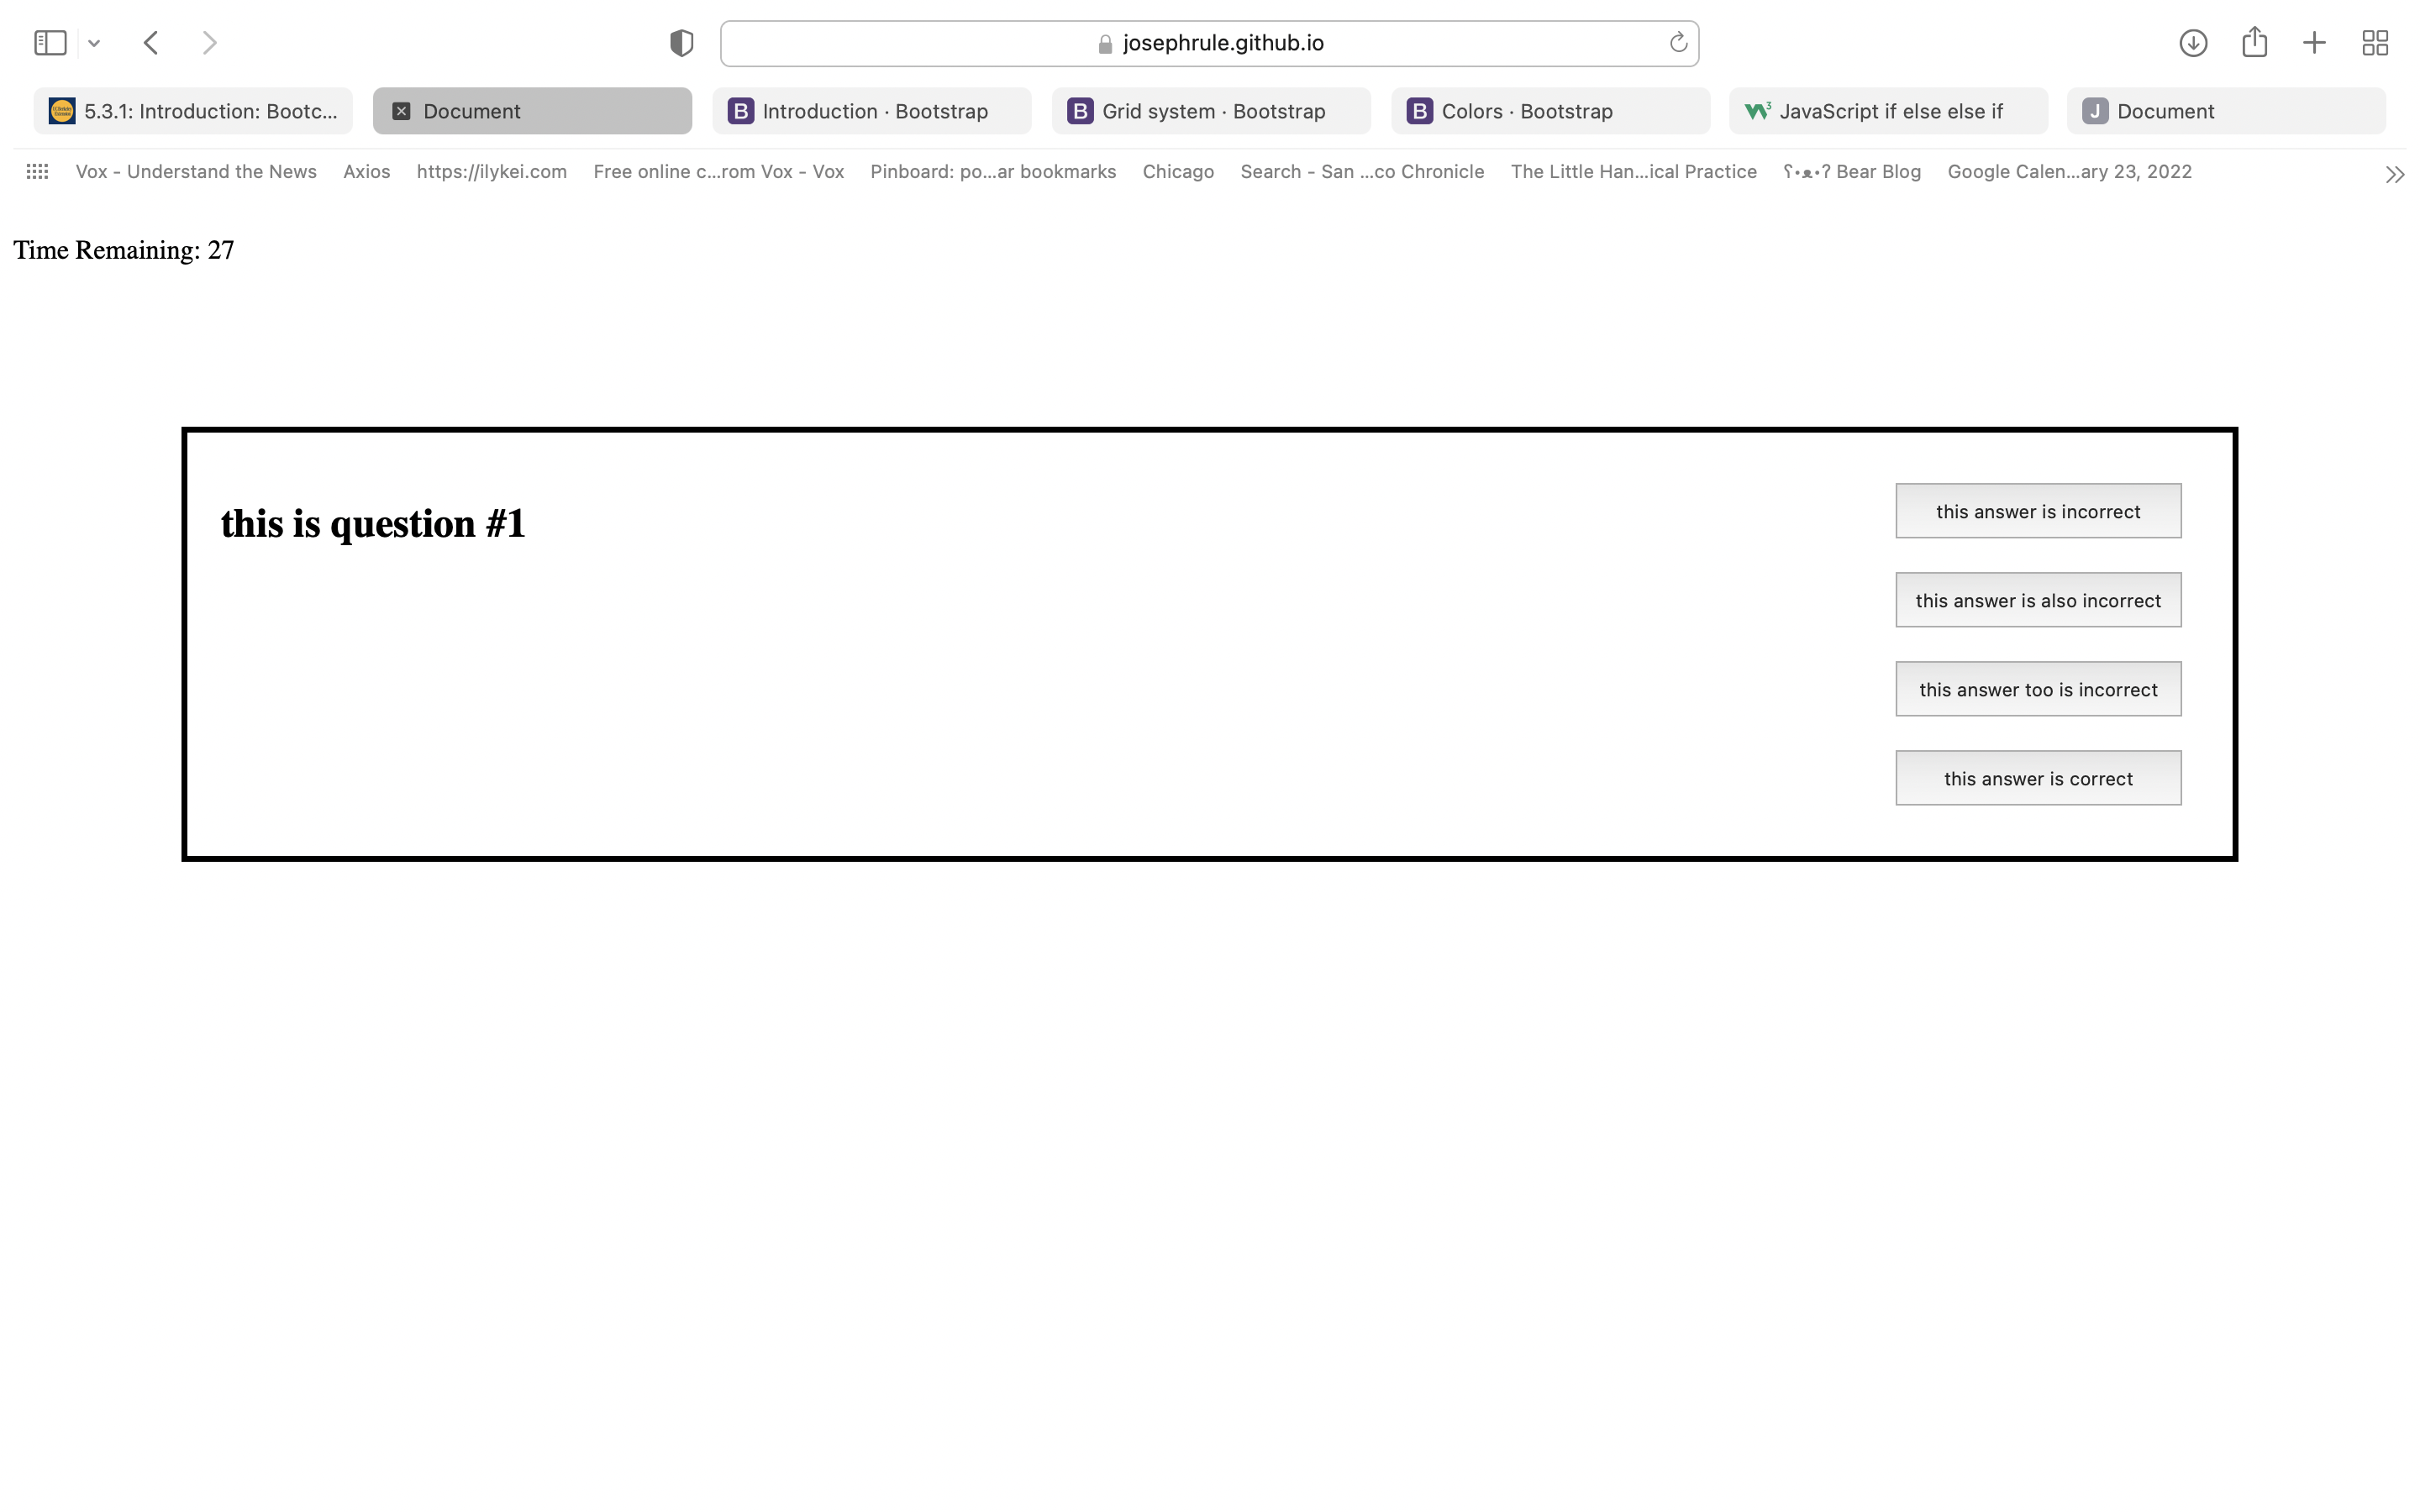 josephrule.github.io
5.3.1: Introduction: Bootc... Document B Introduction · Bootstrap B Grid system · Bootstrap B Colors · Bootstrap JavaScript if else else if J Document
Vox - Understand the News Axios https://ilykei.com Free online c...rom Vox - Vox Pinboard: po...ar bookmarks Chicago Search - San ...co Chronicle The Little Han...ical Practice ʕ•ᴥ•ʔ Bear Blog Google Calen...ary 23, 2022
Time Remaining: 27
this is question #1
this answer is incorrect
this answer is also incorrect
this answer too is incorrect
this answer is correct